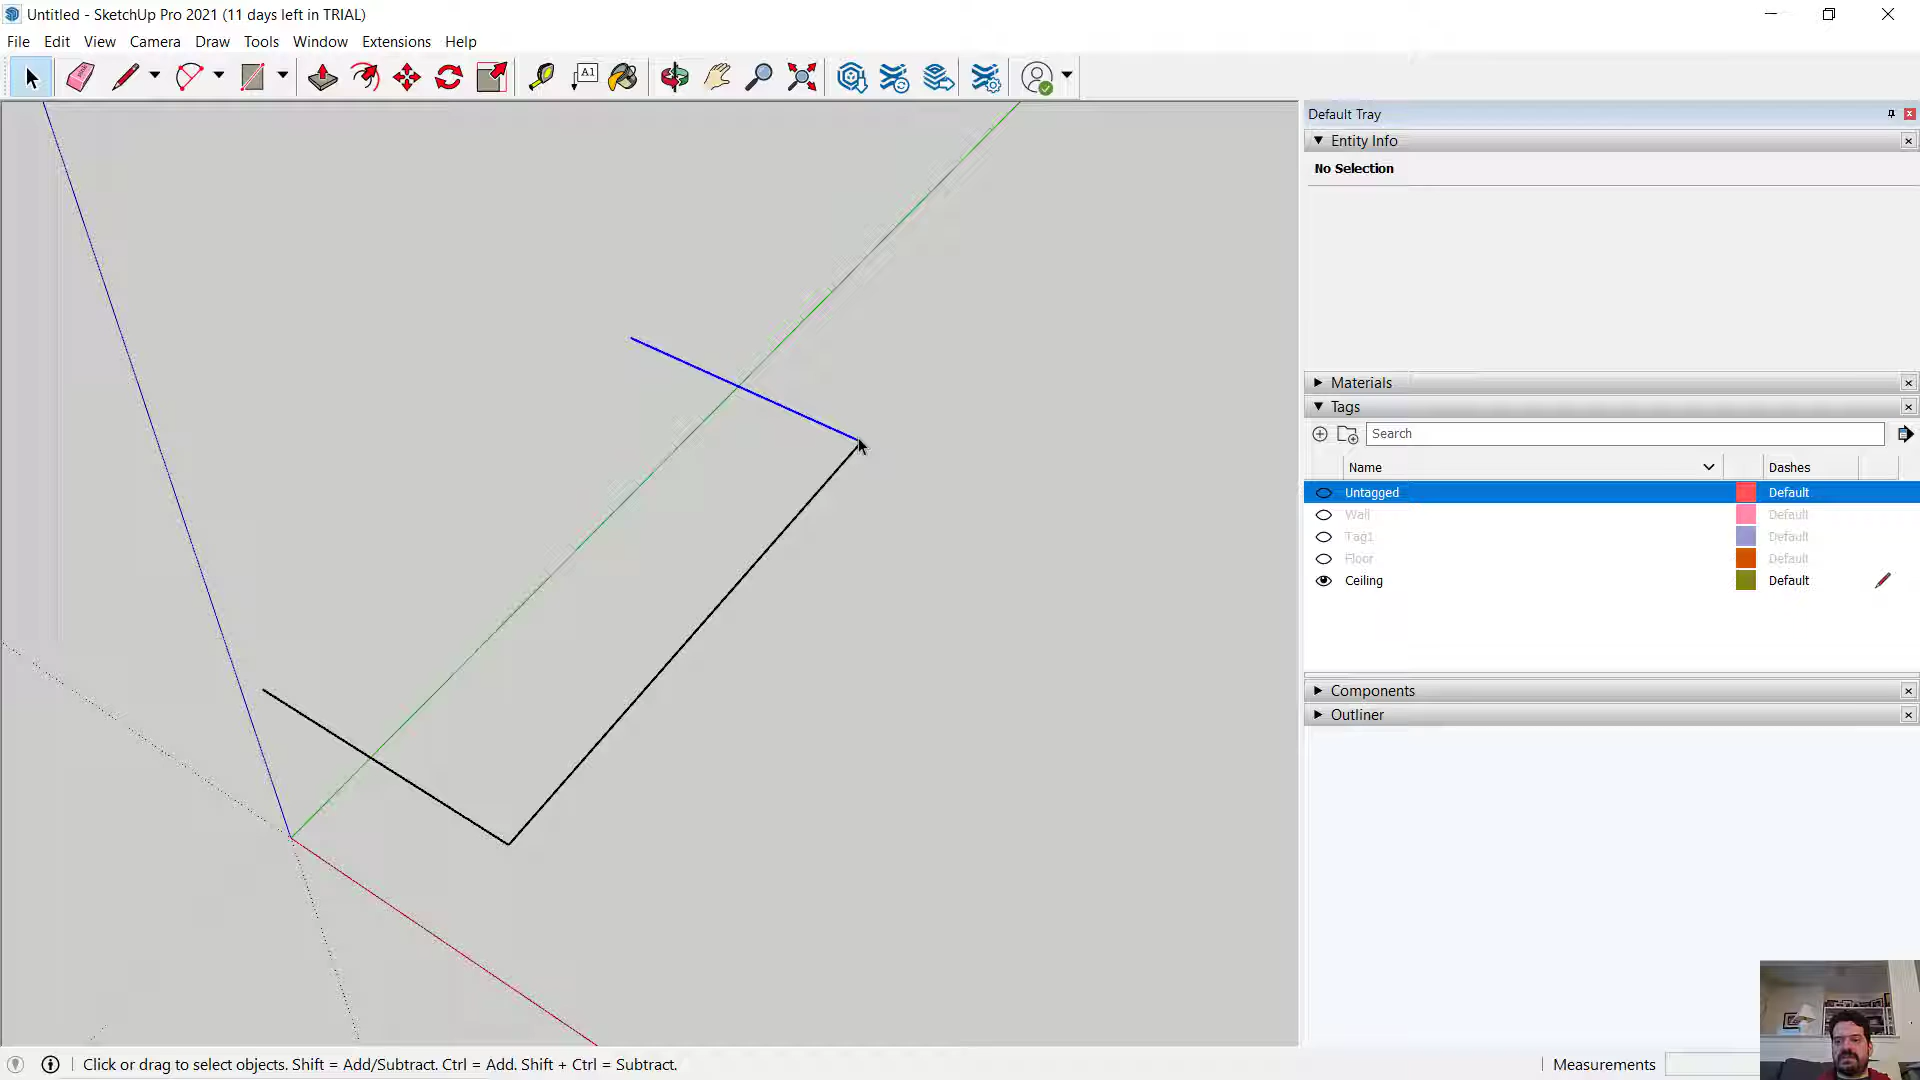 Untitled - SketchUp Pro 2021 (11 days left in TRIAL)
File Edit View Camera Draw Tools Window Extensions Help
A1
Default Tray
Entity Info
No Selection
Materials
Tags
Search
Name Dashes
Untagged Default
Wall Default
Tag1 Default
Floor Default
Ceiling Default
Components
Outliner
Click or drag to select objects. Shift = Add/Subtract. Ctrl = Add. Shift + Ctrl = Subtract.
Measurements